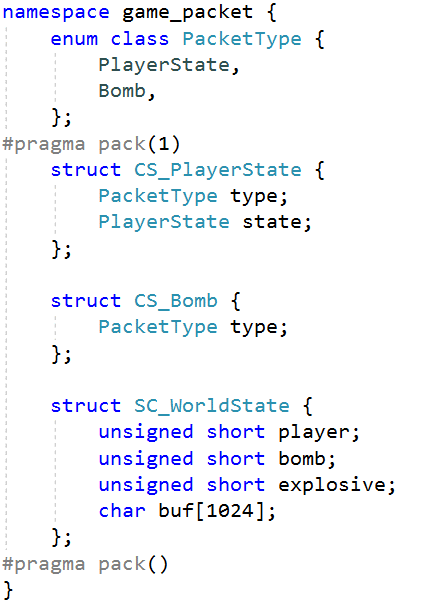 namespace game_packet {
    enum class PacketType {
        PlayerState,
        Bomb,
    };
#pragma pack(1)
    struct CS_PlayerState {
        PacketType type;
        PlayerState state;
    };

    struct CS_Bomb {
        PacketType type;
    };

    struct SC_WorldState {
        unsigned short player;
        unsigned short bomb;
        unsigned short explosive;
        char buf[1024];
    };
#pragma pack()
}